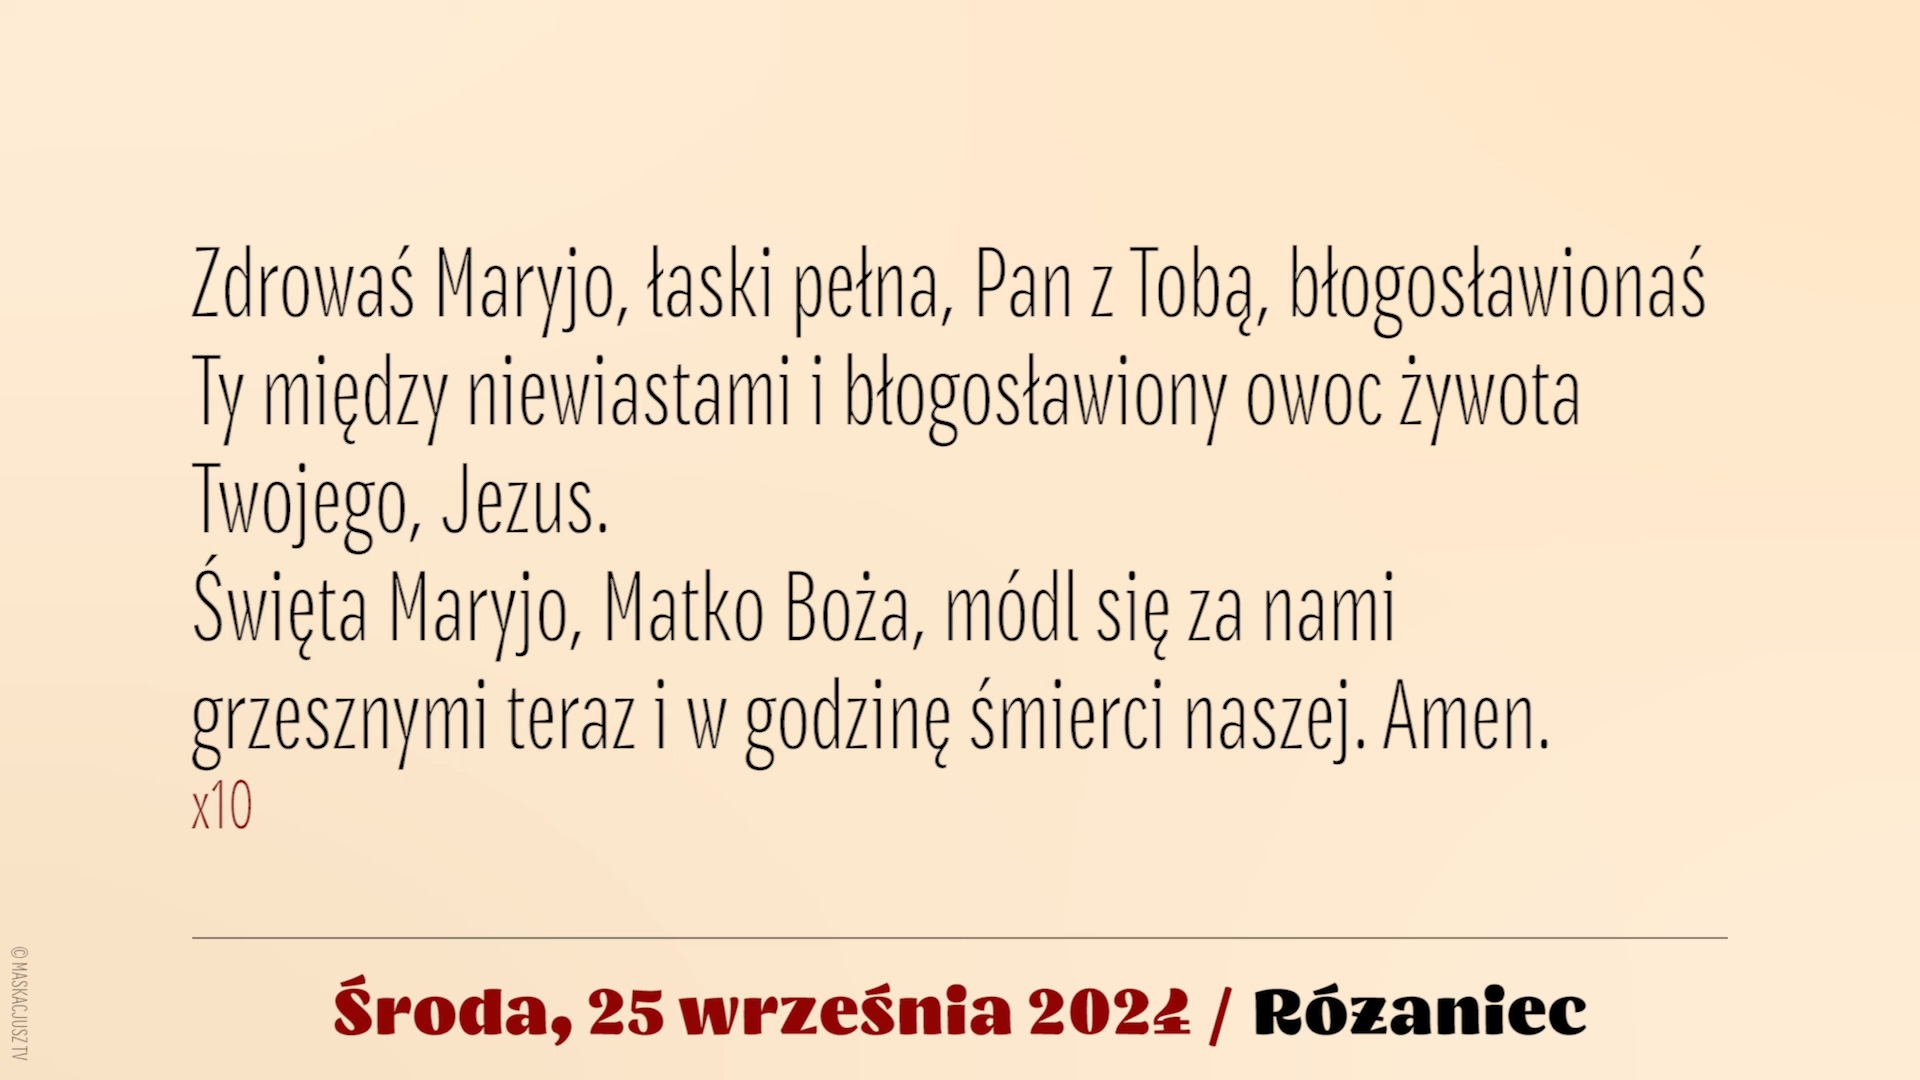 Zdrowaś Maryjo, łaski pełna, Pan z Tobą, błogosławionaś
Ty między niewiastami i błogosławiony owoc żywota
Twojego, Jezus.
Święta Maryjo, Matko Boża, módl się za nami
grzesznymi teraz i w godzinę śmierci naszej. Amen.
x10
Środa, 25 września 2024 / Różaniec
© MASKACJUSZ TV